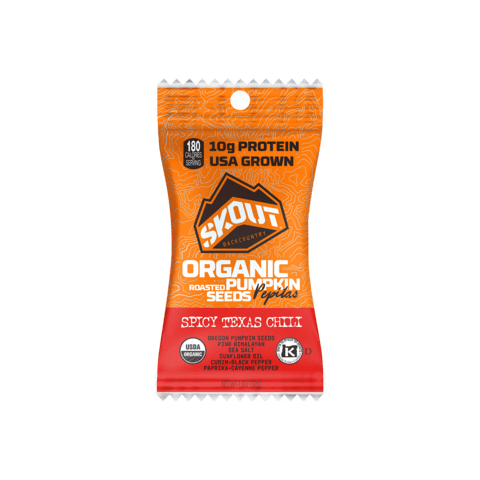 180
CALORIES
PER
SERVING
10g PROTEIN
USA GROWN
SKOUT
BACKCOUNTRY
ORGANIC
ROASTED PUMPKIN
SEEDS Pepitas
SPICY TEXAS CHILI
USDA
ORGANIC
OREGON PUMPKIN SEEDS
PINK HIMALAYAN
SEA SALT
SUNFLOWER OIL
CUMIN-BLACK PEPPER
PAPRIKA-CAYENNE PEPPER
K
D